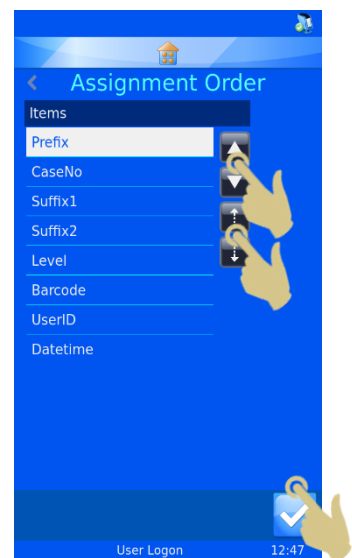 Assignment Order
Items
Prefix
CaseNo
Suffix1
Suffix2
Level
Barcode
UserID
Datetime
User Logon 12:47